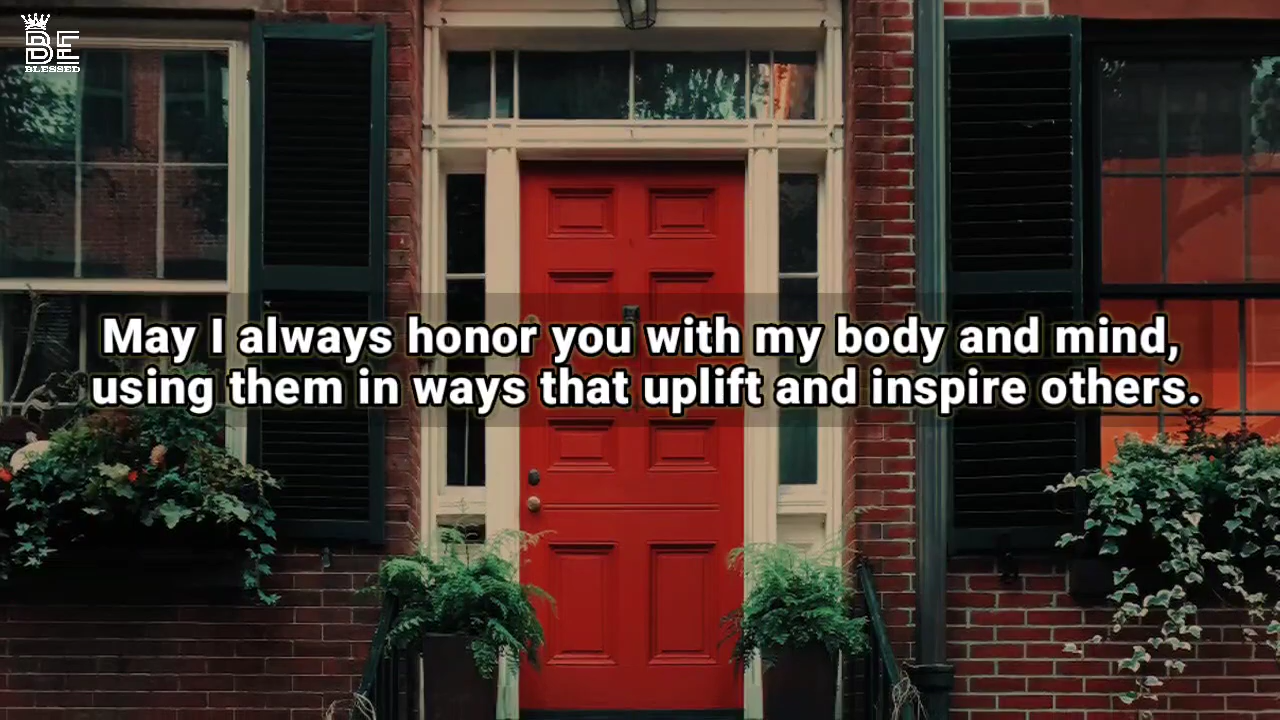 BE
BLESSED
May I always honor you with my body and mind,
using them in ways that uplift and inspire others.